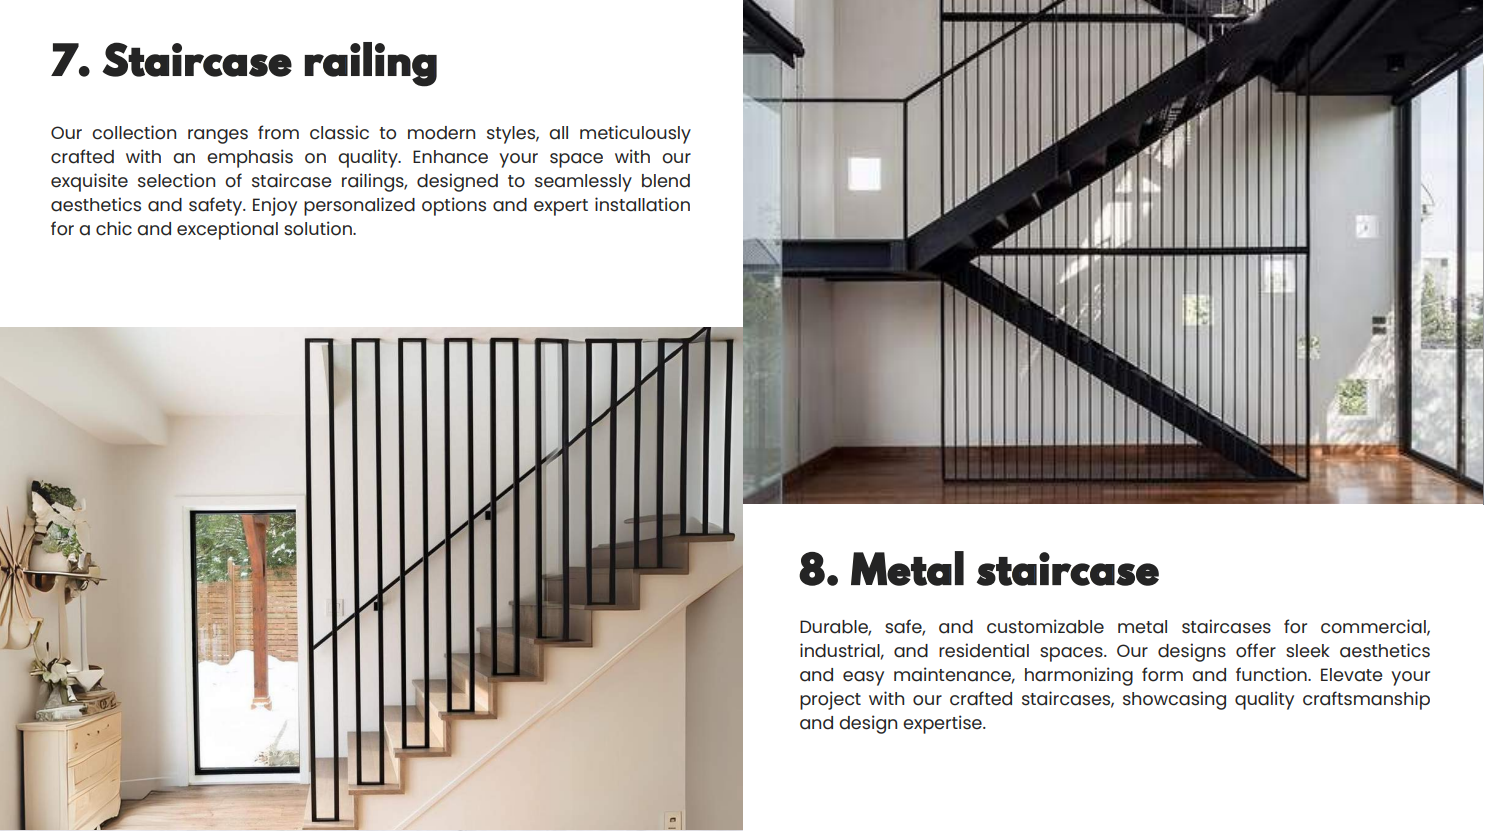 7. Staircase railing
Our collection ranges from classic to modern styles, all meticulously
crafted with an emphasis on quality. Enhance your space with our
exquisite selection of staircase railings, designed to seamlessly blend
aesthetics and safety. Enjoy personalized options and expert installation
for a chic and exceptional solution.
8. Metal staircase
Durable, safe, and customizable metal staircases for commercial,
industrial, and residential spaces. Our designs offer sleek aesthetics
and easy maintenance, harmonizing form and function. Elevate your
project with our crafted staircases, showcasing quality craftsmanship
and design expertise.